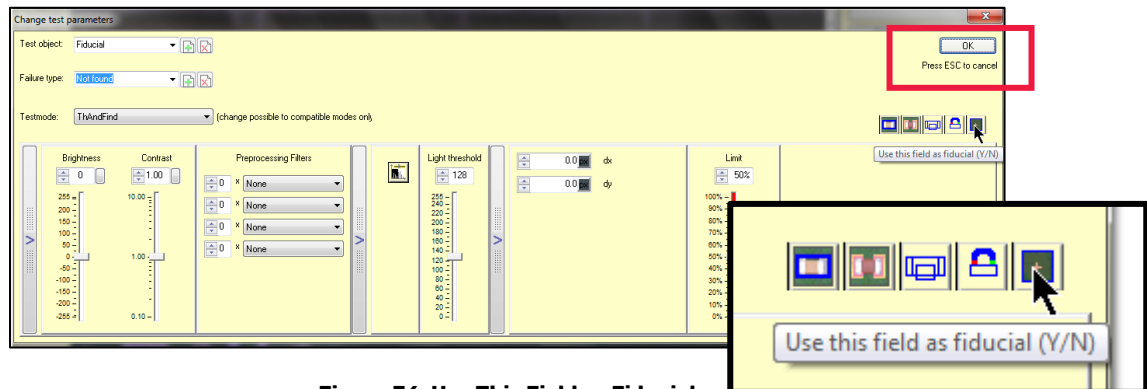 Change test parameters
Test object: Fiducial
OK
Press ESC to cancel
Failure type: Not found
Testmode: ThAndFind (change possible to compatible modes only)
Use this field as fiducial (Y/N)
Brightness Contrast Preprocessing Filters Light threshold 0.0 px dx Limit
0 1.00 128 50%
0 x None 0.0 px dy
0 x None
0 x None
0 x None
255
200
150
100
50
0
-50
-100
-150
-200
-255
10.00
1.00
0.10
255
240
220
200
180
160
140
120
100
80
60
40
20
0
100%
90%
80%
70%
60%
50%
40%
30%
20%
10%
0%
Use this field as fiducial (Y/N)